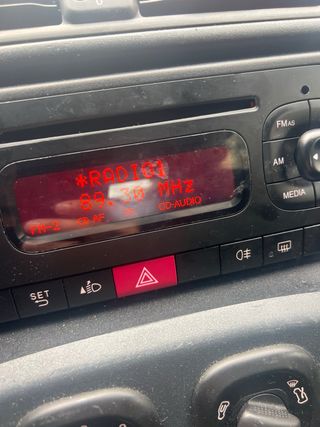 FMAS
*RADIO1
89.30 MHz
AM
MEDIA
FM-2
AF
CD-AUDIO
SET